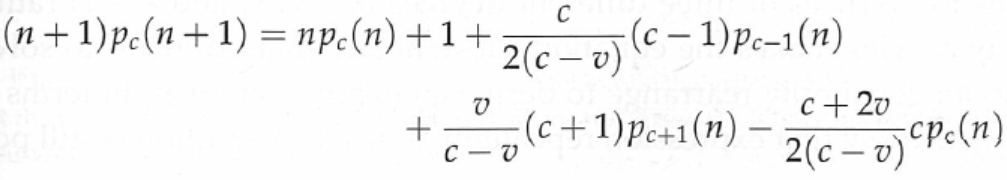 (n + 1)p_c(n + 1) = np_c(n) + 1 + \frac{c}{2(c − v)}(c − 1)p_{c−1}(n)
+ \frac{v}{c − v}(c + 1)p_{c+1}(n) − \frac{c + 2v}{2(c − v)}cp_c(n)